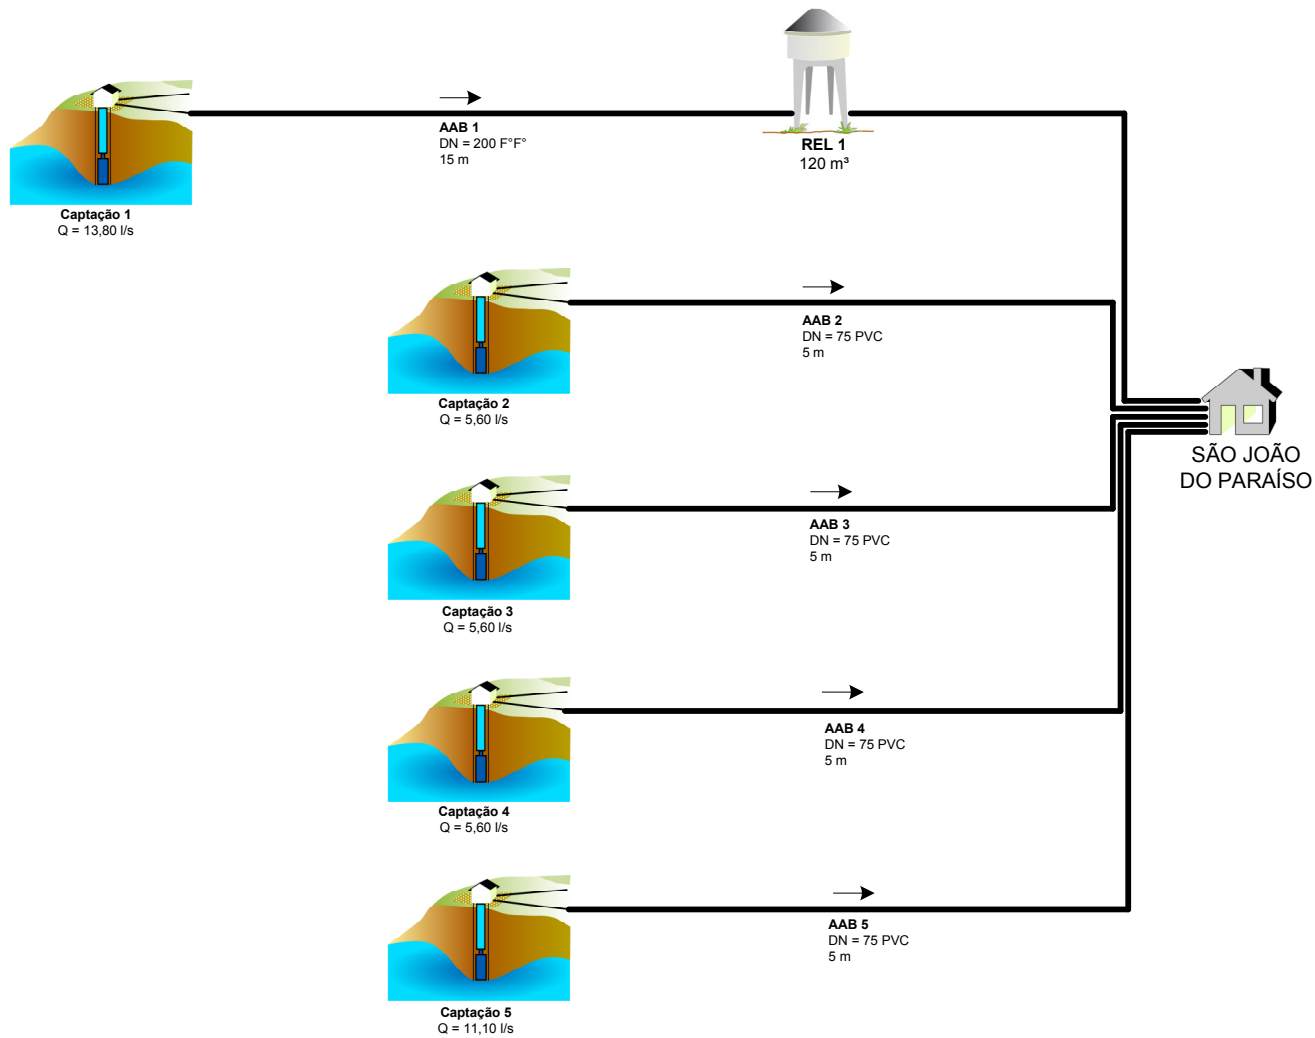 AAB 1
DN = 200 F°F°
15 m
REL 1
120 m³
Captação 1
Q = 13,80 l/s
AAB 2
DN = 75 PVC
5 m
Captação 2
Q = 5,60 l/s
SÃO JOÃO
DO PARAÍSO
AAB 3
DN = 75 PVC
5 m
Captação 3
Q = 5,60 l/s
AAB 4
DN = 75 PVC
5 m
Captação 4
Q = 5,60 l/s
AAB 5
DN = 75 PVC
5 m
Captação 5
Q = 11,10 l/s